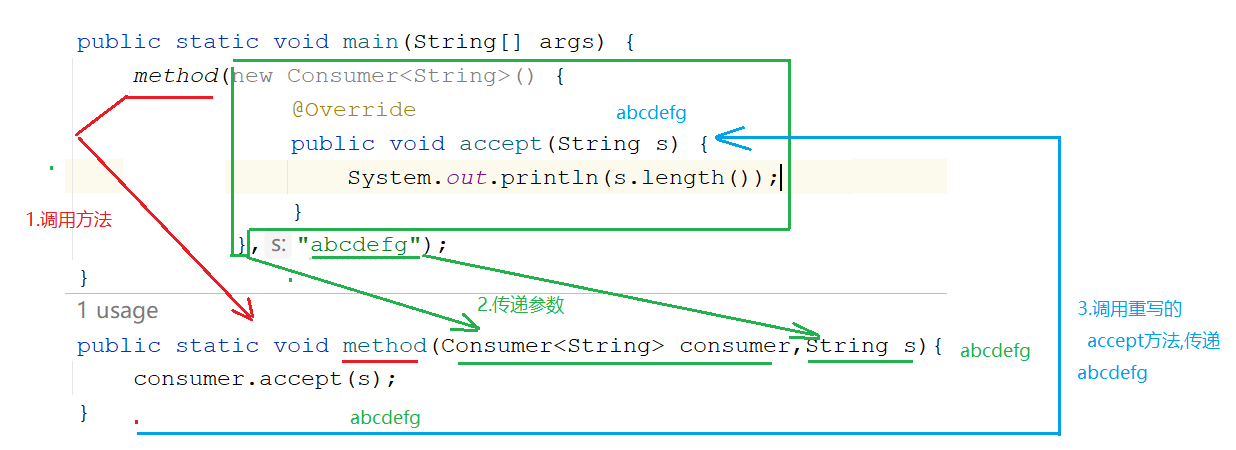 public static void main(String[] args) {
method(new Consumer<String>() {
@Override
abcdefg
public void accept(String s) {
System.out.println(s.length());
}
1.调用方法
}, s: "abcdefg");
}
1 usage
2.传递参数
3.调用重写的
accept方法,传递
abcdefg
public static void method(Consumer<String> consumer,String s){
abcdefg
consumer.accept(s);
}
abcdefg